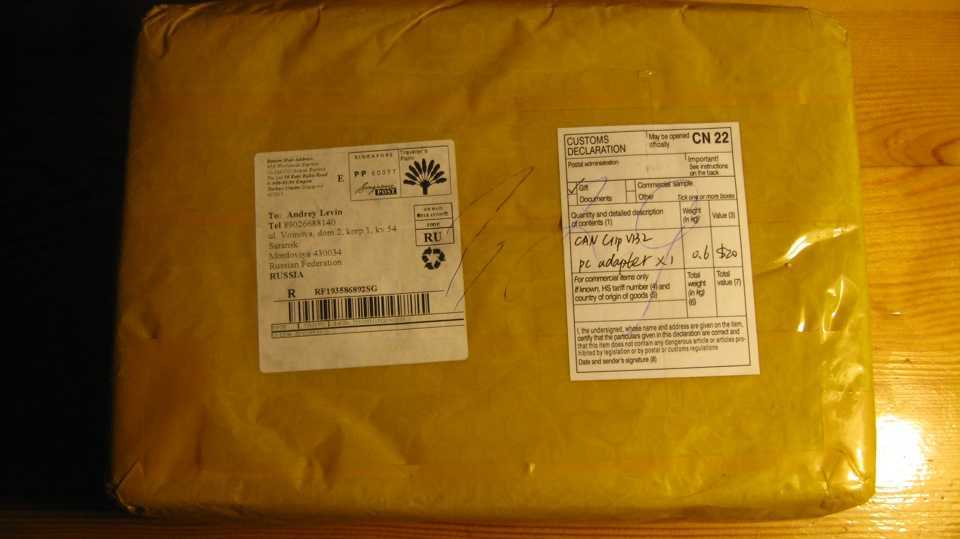 Return Mail Address
SINGAPORE
Traveler's
Palm
E
PP
Singapore
POST
To: Andrey Levin
Tel 89026688140
dom 2, korp 1, kv 54
Saransk
Mordoviya 430034
Russian Federation
RUSSIA
RU
R RF193586892SG
CUSTOMS
DECLARATION
May be opened
officially
CN 22
Postal administration
Important!
See instructions
on the back
Gift
Commercial sample
Documents
Other
Tick one or more boxes
Quantity and detailed description
of contents (1)
Weight
(in kg)
Value (3)
CAN Clip V132
pc adapter x1
0.6
$20
For commercial items only
If known, HS tariff number (4) and
country of origin of goods (5)
Total
weight
(in kg)
(6)
Total
value (7)
I, the undersigned, whose name and address are given on the item,
certify that the particulars given in this declaration are correct and
that this item does not contain any dangerous article or articles pro-
hibited by legislation or by postal or customs regulations
Date and sender's signature (8)